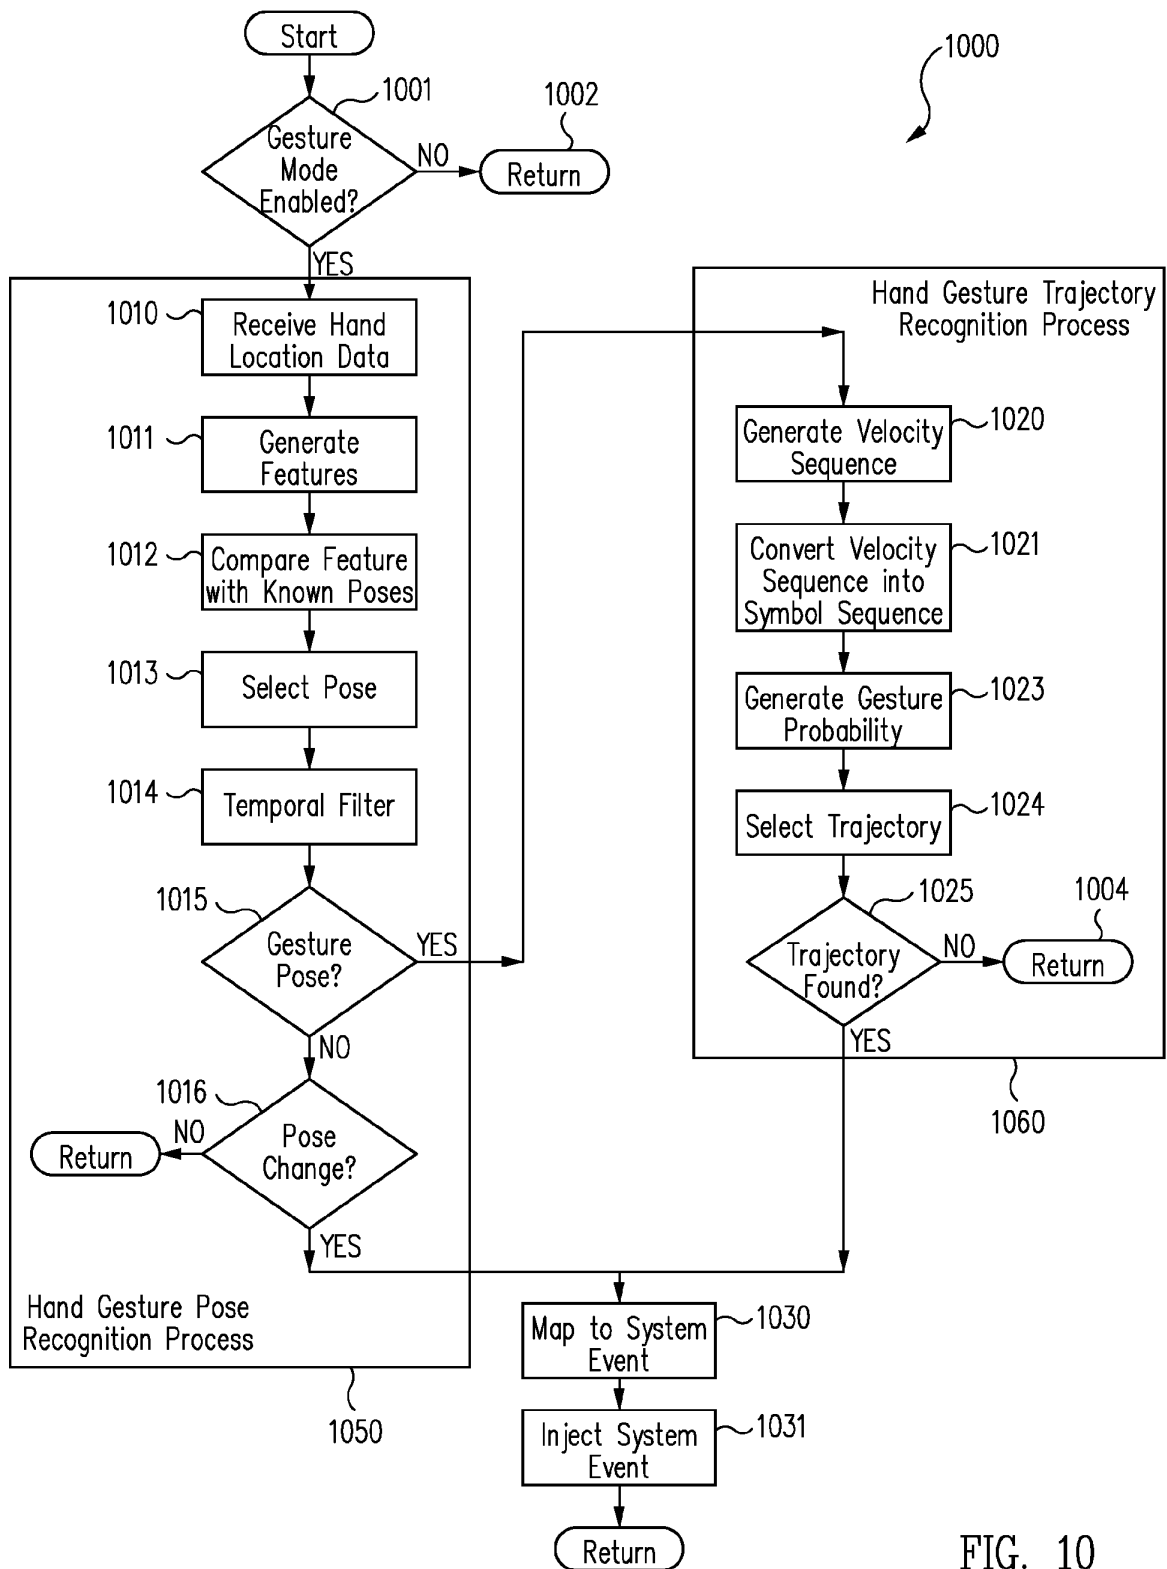 Start
1000
1001
Gesture
Mode
Enabled?
NO
1002
Return
YES
1010
Receive Hand
Location Data
1011
Generate
Features
1012
Compare Feature
with Known Poses
1013
Select Pose
1014
Temporal Filter
1015
Gesture
Pose?
YES
NO
1016
Pose
Change?
NO
Return
YES
Hand Gesture Pose
Recognition Process
1050
Hand Gesture Trajectory
Recognition Process
1020
Generate Velocity
Sequence
1021
Convert Velocity
Sequence into
Symbol Sequence
1023
Generate Gesture
Probability
1024
Select Trajectory
1025
Trajectory
Found?
NO
1004
Return
YES
1060
1030
Map to System
Event
1031
Inject System
Event
Return
FIG. 10